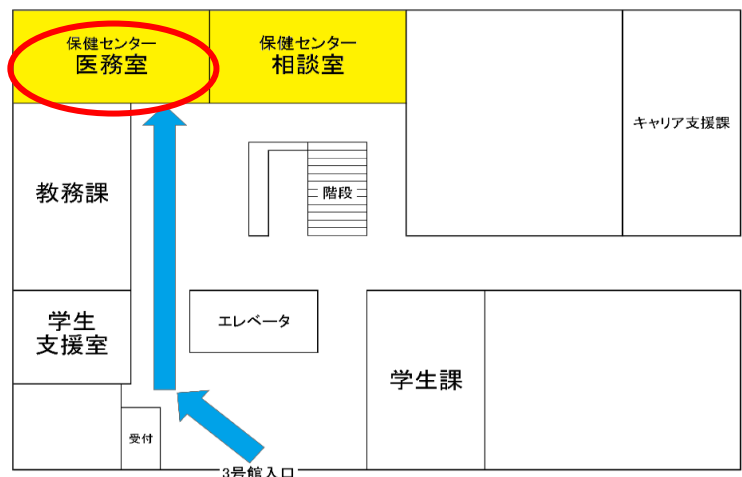 保健センター
医務室
保健センター
相談室
キャリア支援課
教務課
階段
学生
支援室
エレベータ
学生課
受付
3号館入口